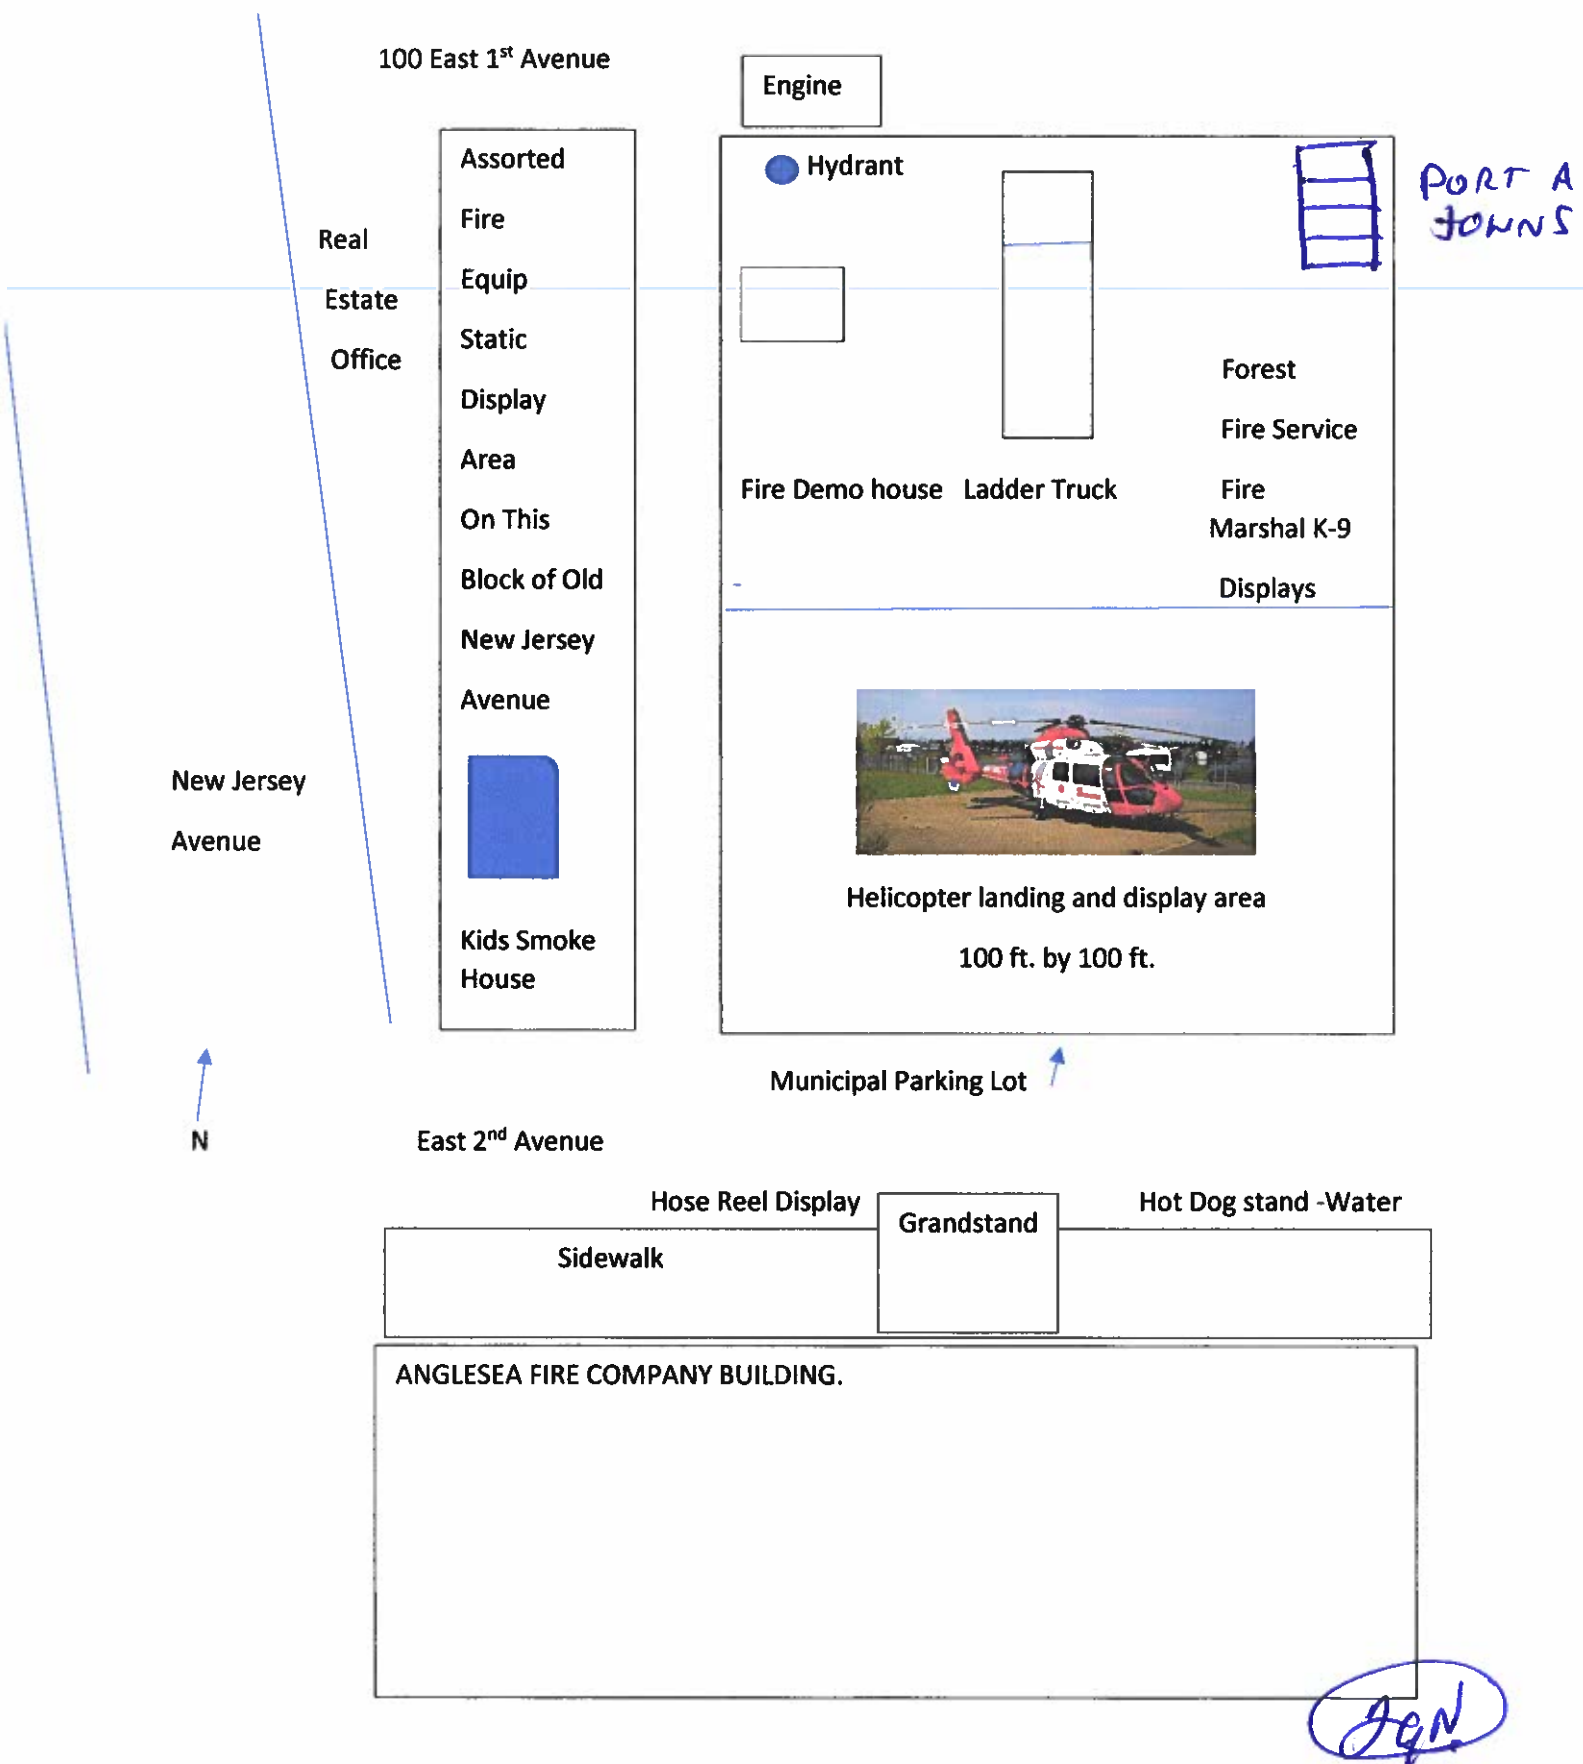 100 East 1st Avenue
Engine
Assorted
Fire
Equip
Static
Display
Area
On This
Block of Old
New Jersey
Avenue
Kids Smoke
House
Real
Estate
Office
New Jersey
Avenue
N
Hydrant
PORT A
JOHNS
Fire Demo house
Ladder Truck
Forest
Fire Service
Fire
Marshal K-9
Displays
Helicopter landing and display area
100 ft. by 100 ft.
Municipal Parking Lot
East 2nd Avenue
Hose Reel Display
Grandstand
Hot Dog stand -Water
Sidewalk
ANGLESEA FIRE COMPANY BUILDING.